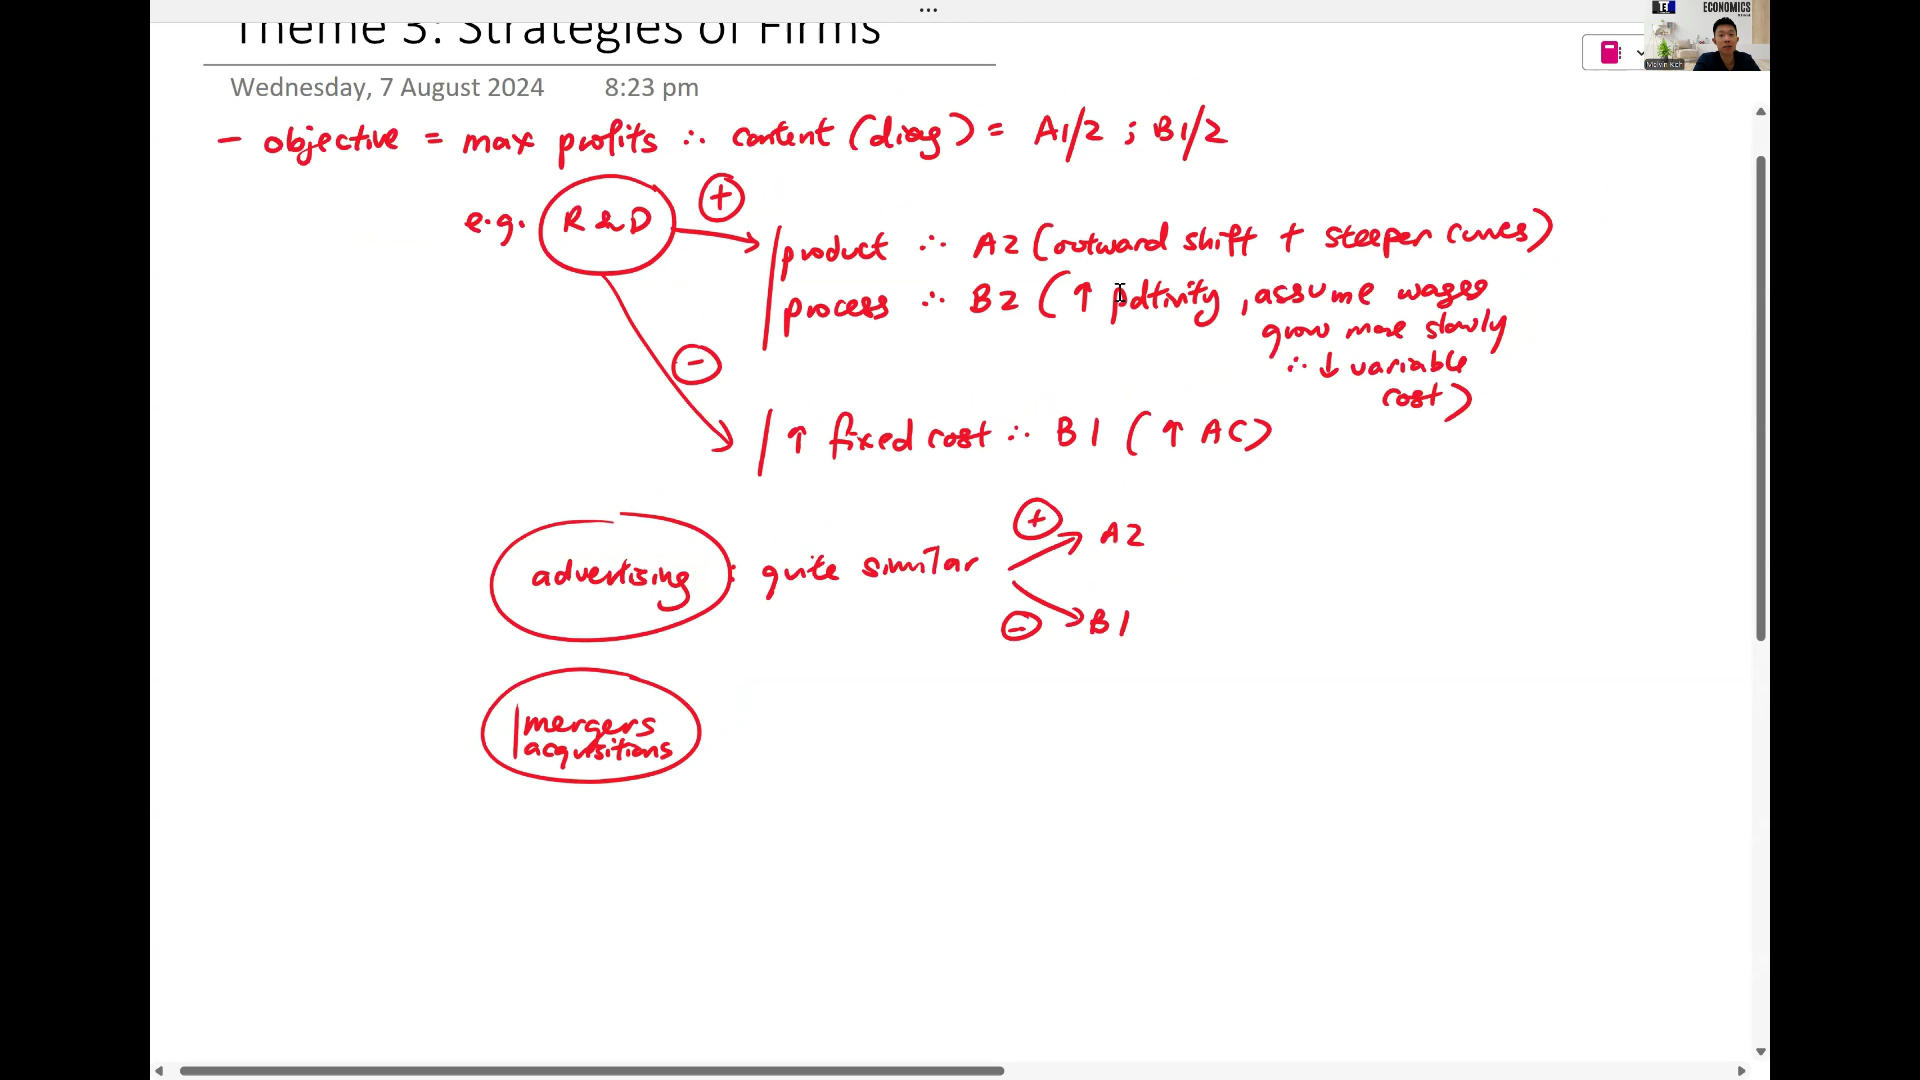 ECONOMICS
Theme 3: Strategies of Firms
Melvin Koh
Wednesday, 7 August 2024 8:23 pm
- objective = max profits ∴ content (diag) = A1/2 ; B1/2
e.g. R&D
+
product ∴ A2 (outward shift + steeper curves)
process ∴ B2 (↑ pdtivity, assume wages
grow more slowly
∴ ↓ variable
cost)
-
↑ fixed cost ∴ B1 (↑ AC)
+ A2
advertising : quite similar
- B1
mergers
acquisitions